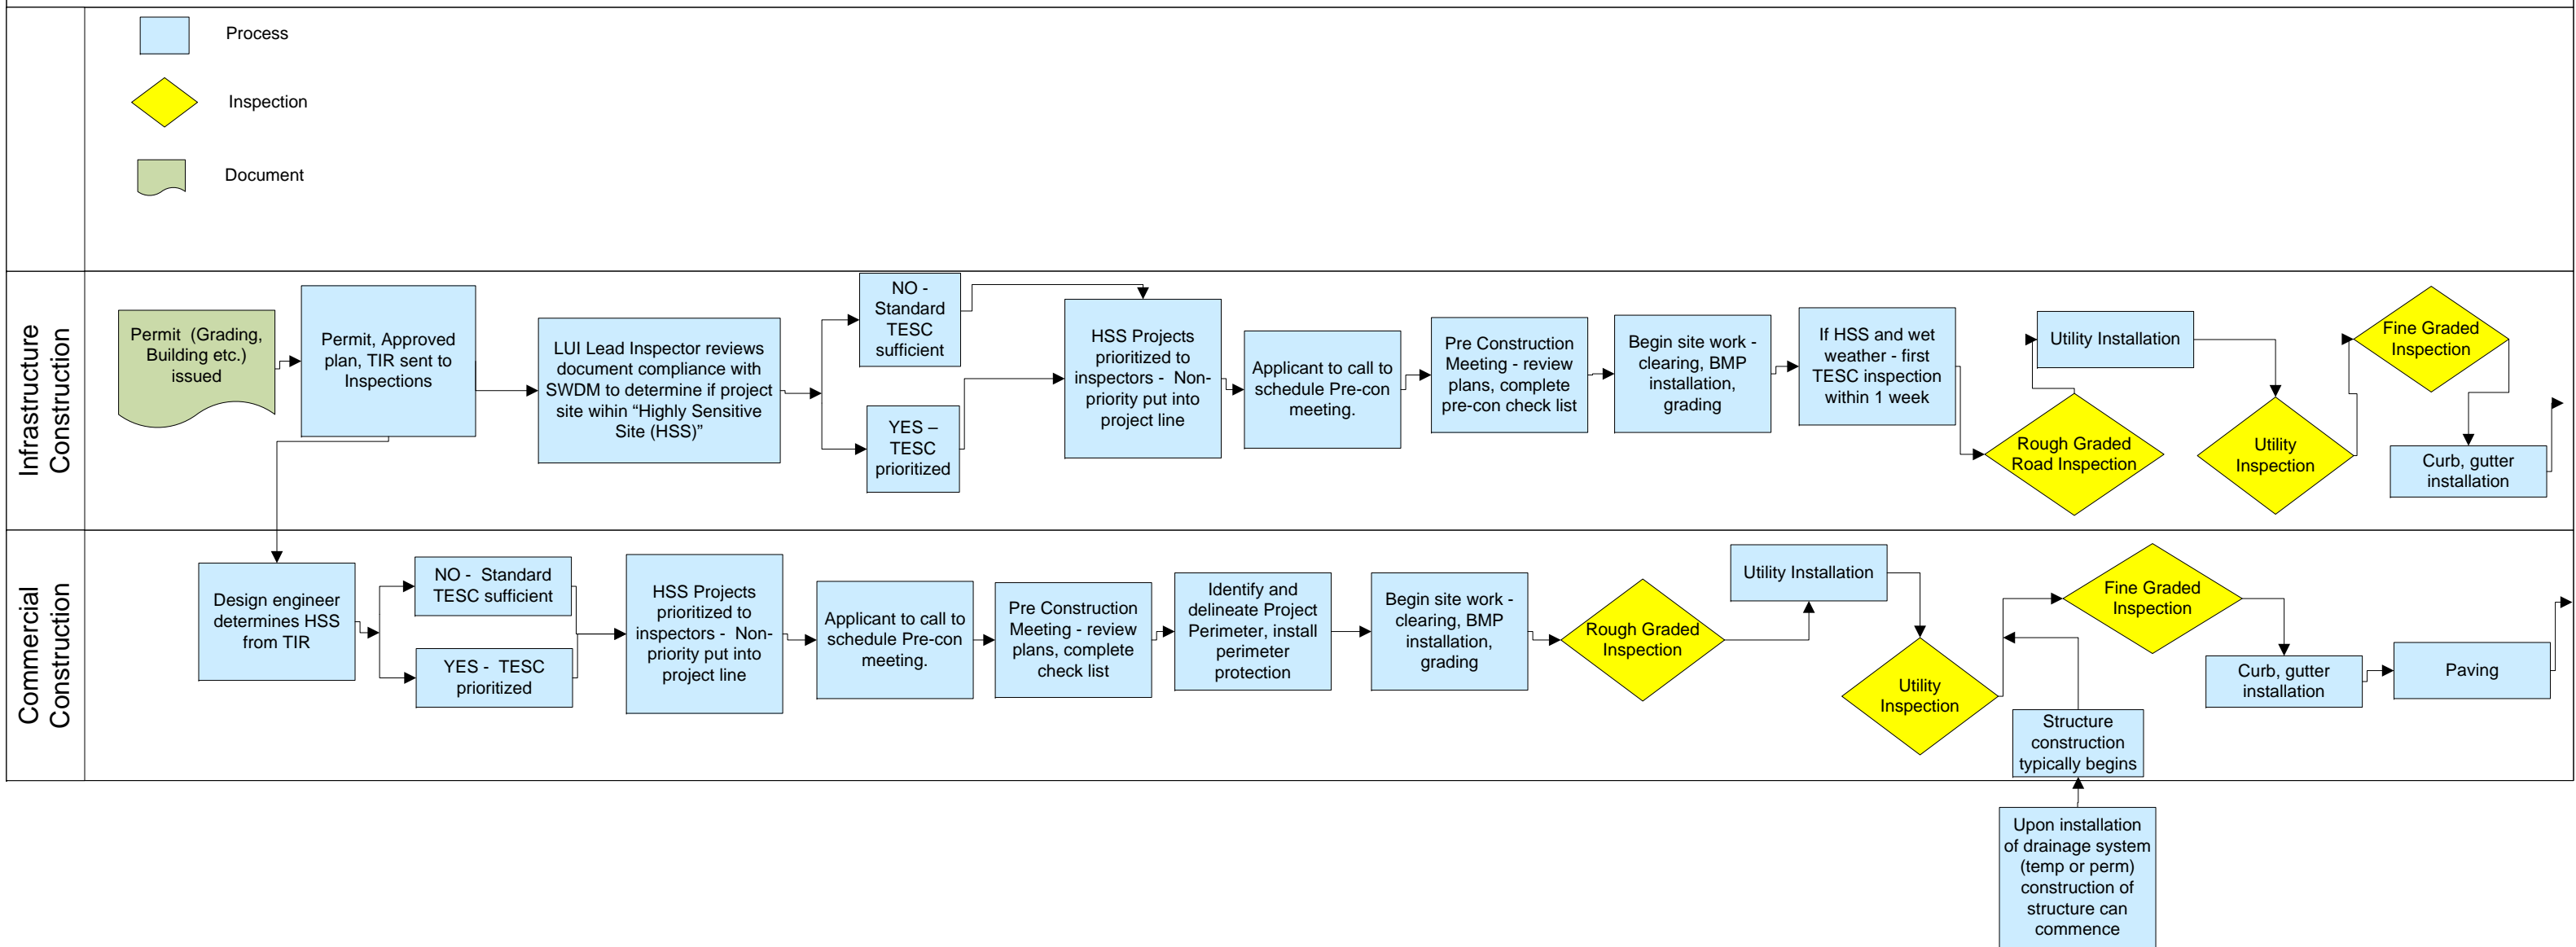 Process
Inspection
Document
Infrastructure
Construction
Permit (Grading,
Building etc.)
issued
Permit, Approved
plan, TIR sent to
Inspections
LUI Lead Inspector reviews
document compliance with
SWDM to determine if project
site wihin “Highly Sensitive
Site (HSS)”
NO -
Standard
TESC
sufficient
YES –
TESC
prioritized
HSS Projects
prioritized to
inspectors - Non-
priority put into
project line
Applicant to call to
schedule Pre-con
meeting.
Pre Construction
Meeting - review
plans, complete
pre-con check list
Begin site work -
clearing, BMP
installation,
grading
If HSS and wet
weather - first
TESC inspection
within 1 week
Rough Graded
Road Inspection
Utility Installation
Utility
Inspection
Fine Graded
Inspection
Curb, gutter
installation
Commercial
Construction
Design engineer
determines HSS
from TIR
NO - Standard
TESC sufficient
YES - TESC
prioritized
HSS Projects
prioritized to
inspectors - Non-
priority put into
project line
Applicant to call to
schedule Pre-con
meeting.
Pre Construction
Meeting - review
plans, complete
check list
Identify and
delineate Project
Perimeter, install
perimeter
protection
Begin site work -
clearing, BMP
installation,
grading
Rough Graded
Inspection
Utility Installation
Utility
Inspection
Structure
construction
typically begins
Fine Graded
Inspection
Curb, gutter
installation
Paving
Upon installation
of drainage system
(temp or perm)
construction of
structure can
commence